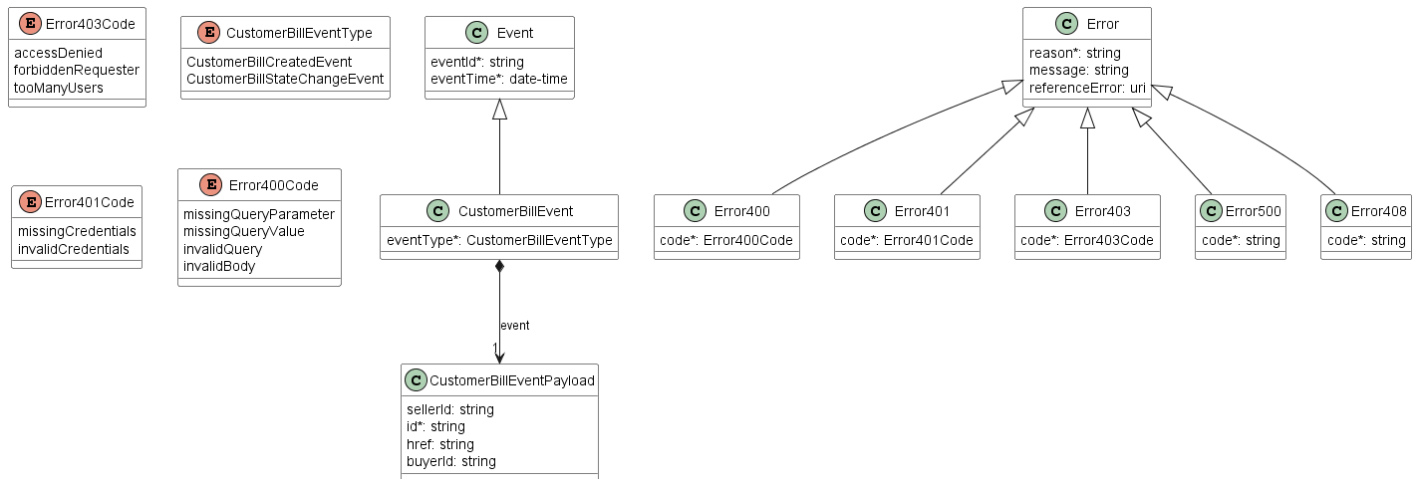 E Error403Code
accessDenied
forbiddenRequester
tooManyUsers
E CustomerBillEventType
CustomerBillCreatedEvent
CustomerBillStateChangeEvent
C Event
eventId*: string
eventTime*: date-time
C Error
reason*: string
message: string
referenceError: uri
E Error401Code
missingCredentials
invalidCredentials
E Error400Code
missingQueryParameter
missingQueryValue
invalidQuery
invalidBody
C CustomerBillEvent
eventType*: CustomerBillEventType
C Error400
code*: Error400Code
C Error401
code*: Error401Code
C Error403
code*: Error403Code
C Error500
code*: string
C Error408
code*: string
event
1
C CustomerBillEventPayload
sellerId: string
id*: string
href: string
buyerId: string